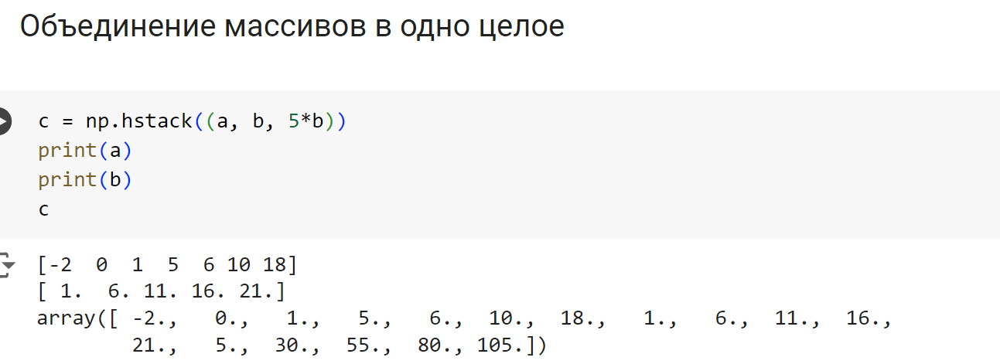 Объединение массивов в одно целое
c = np.hstack((a, b, 5*b))
print(a)
print(b)
c
[-2  0  1  5  6 10 18]
[ 1.  6. 11. 16. 21.]
array([ -2.,   0.,   1.,   5.,   6.,  10.,  18.,   1.,   6.,  11.,  16.,
        21.,   5.,  30.,  55.,  80., 105.])